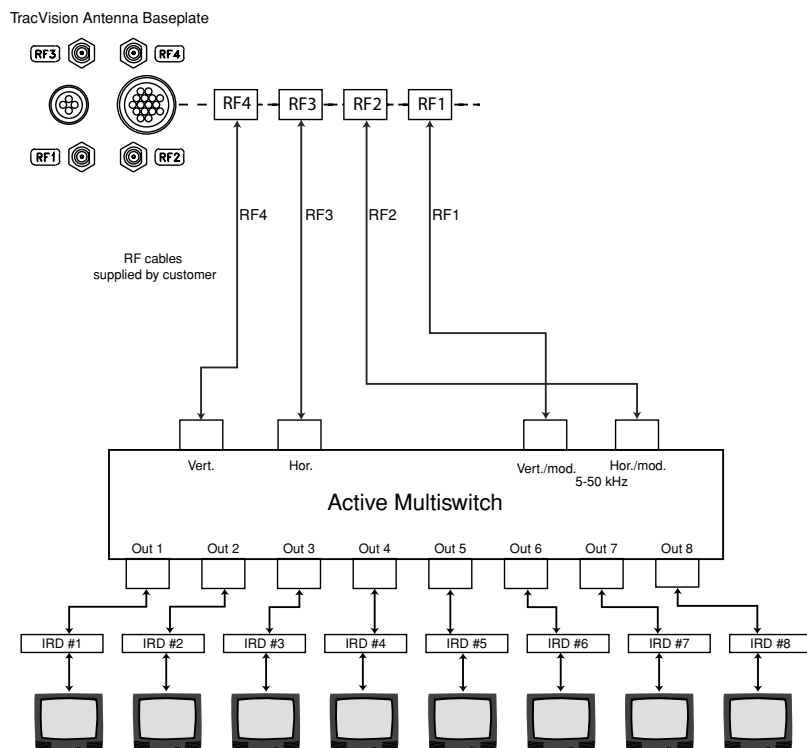 TracVision Antenna Baseplate
RF3 RF4
RF4 RF3 RF2 RF1
RF1 RF2
RF4 RF3 RF2 RF1
RF cables
supplied by customer
Vert. Hor. Vert./mod. Hor./mod.
5-50 kHz
Active Multiswitch
Out 1 Out 2 Out 3 Out 4 Out 5 Out 6 Out 7 Out 8
IRD #1 IRD #2 IRD #3 IRD #4 IRD #5 IRD #6 IRD #7 IRD #8